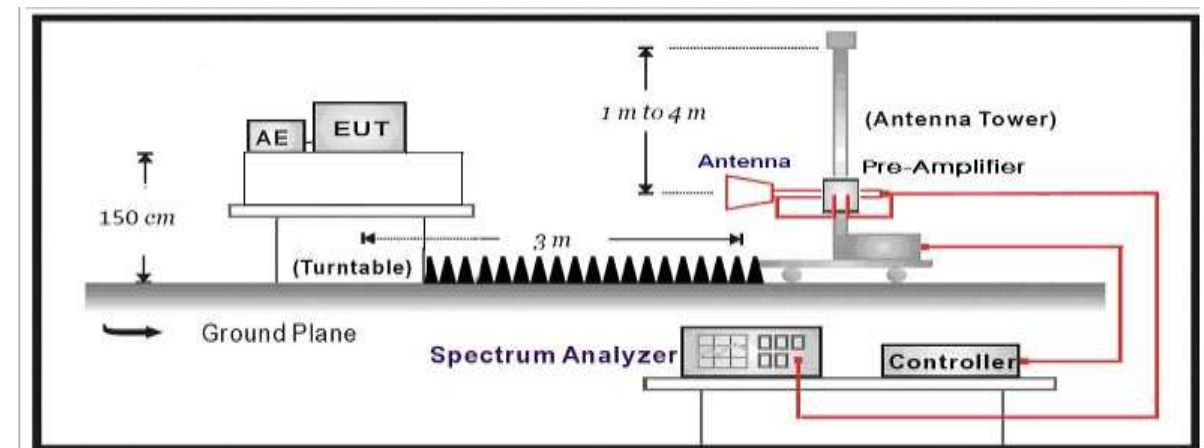 1 m to 4 m
(Antenna Tower)
AE
EUT
Antenna
Pre-Amplifier
150 cm
3 m
(Turntable)
Ground Plane
Spectrum Analyzer
Controller